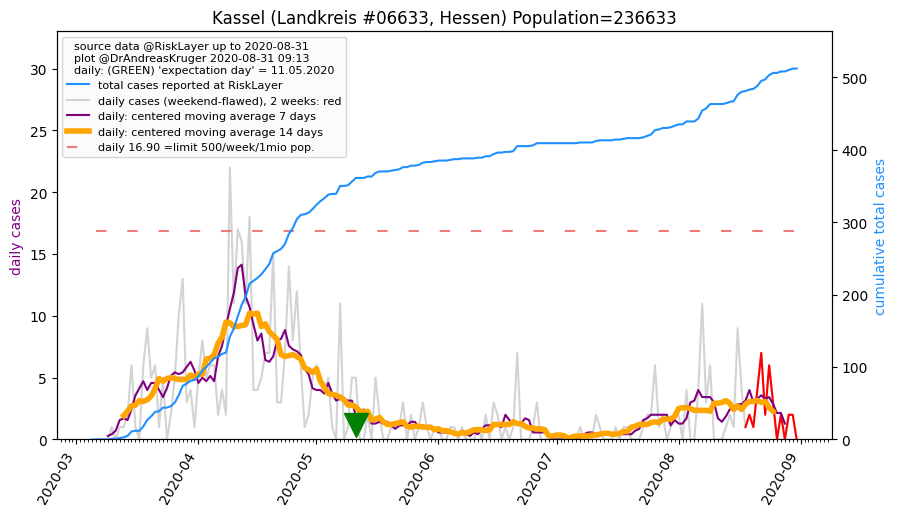 Kassel (Landkreis #06633, Hessen) Population=236633
source data @RiskLayer up to 2020-08-31
plot @DrAndreasKruger 2020-08-31 09:13
daily: (GREEN) 'expectation day' = 11.05.2020
total cases reported at RiskLayer
daily cases (weekend-flawed), 2 weeks: red
daily: centered moving average 7 days
daily: centered moving average 14 days
daily 16.90 =limit 500/week/1mio pop.
daily cases
30
25
20
15
10
5
0
cumulative total cases
500
400
300
200
100
0
2020-03
2020-04
2020-05
2020-06
2020-07
2020-08
2020-09